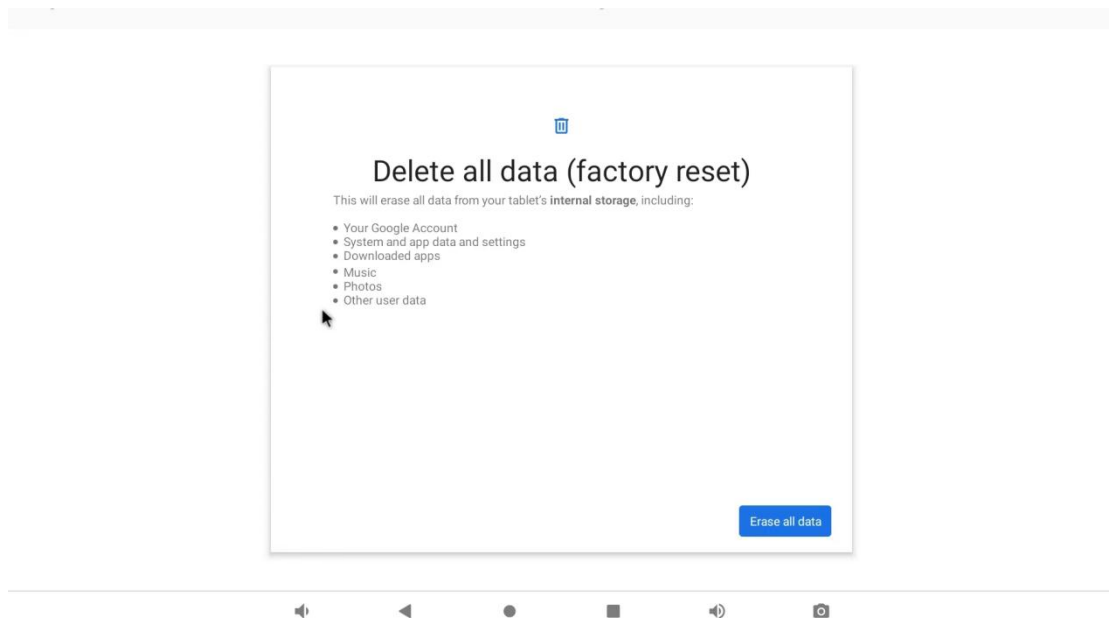 Delete all data (factory reset)
This will erase all data from your tablet's internal storage, including:
• Your Google Account
• System and app data and settings
• Downloaded apps
• Music
• Photos
• Other user data
Erase all data